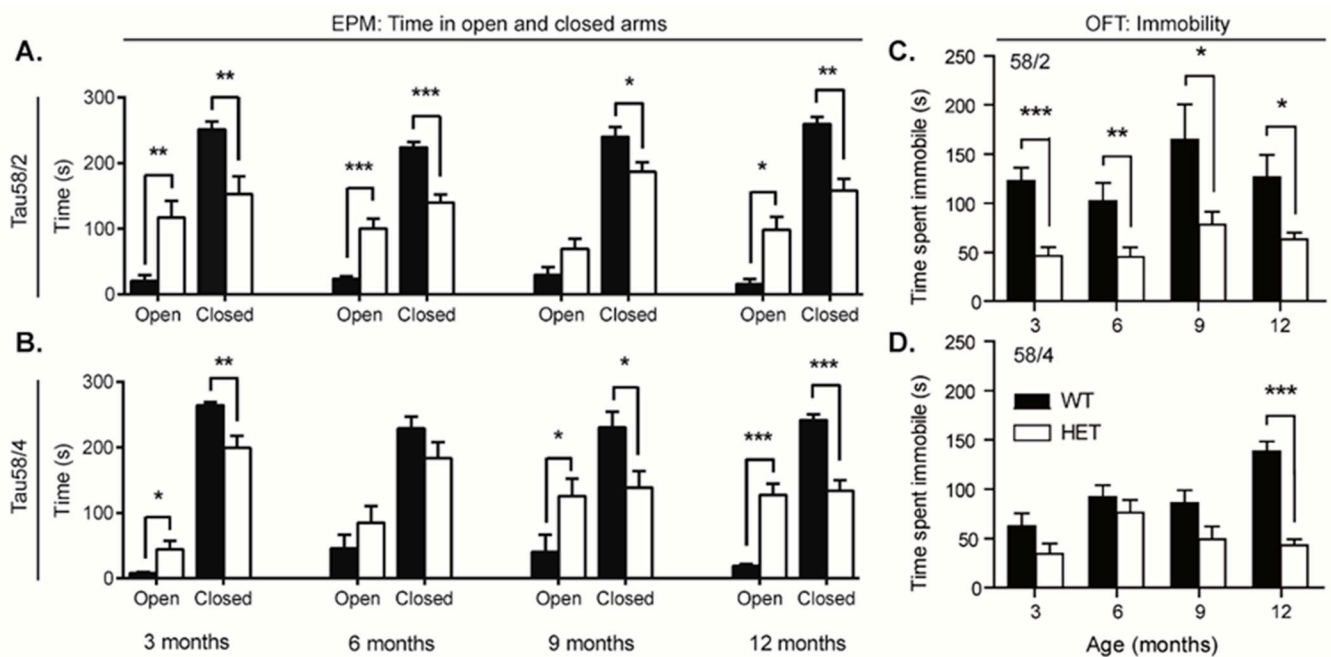 EPM: Time in open and closed arms
OFT: Immobility
A.
Tau58/2
Time (s)
300
200
100
0
** ** *** *** * * **
Open Closed Open Closed Open Closed Open Closed
B.
Tau58/4
Time (s)
300
200
100
0
* ** * * *** ***
Open Closed Open Closed Open Closed Open Closed
3 months 6 months 9 months 12 months
C.
58/2
Time spent immobile (s)
250
200
150
100
50
0
*** ** * *
3 6 9 12
D.
58/4
Time spent immobile (s)
250
200
150
100
50
0
WT
HET
***
3 6 9 12
Age (months)